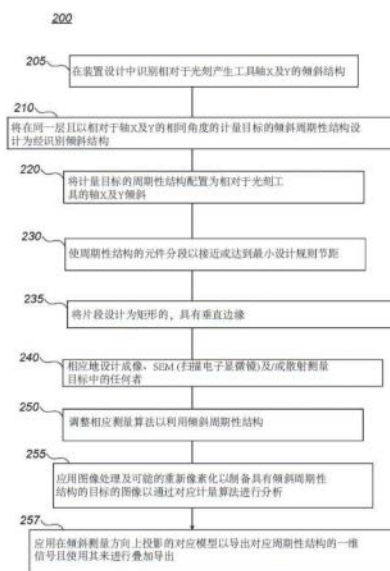 200
205
在装置设计中识别相对于光刻产生工具轴X及Y的倾斜结构
210
将在同一层且以相对于轴X及Y的相同角度的计量目标的倾斜周期性结构设
计为经识别倾斜结构
220
将计量目标的周期性结构配置为相对于光刻工
具的轴X及Y倾斜
230
使周期性结构的元件分段以接近或达到最小设计规则节距
235
将片段设计为矩形的，具有垂直边缘
240
相应地设计成像、SEM (扫描电子显微镜)及/或散射测量
目标中的任何者
250
调整相应测量算法以利用倾斜周期性结构
255
应用图像处理及可能的重新像素化以制备具有倾斜周期性
结构的目标的图像以通过对应计量算法进行分析
257
应用在倾斜测量方向上投影的对应模型以导出对应周期性结构的一维
信号且使用其来进行叠加导出